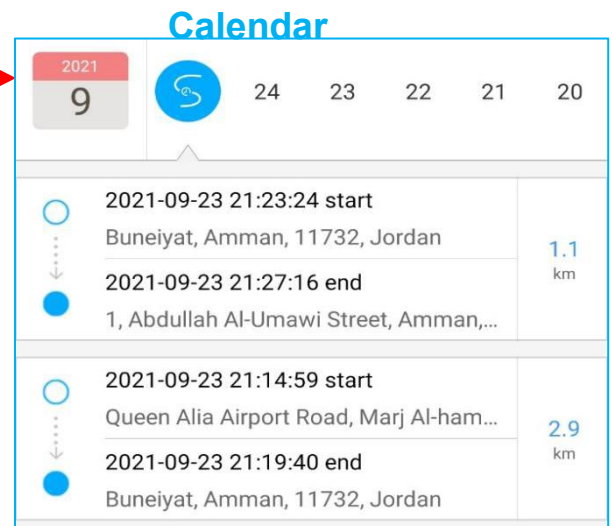 Calendar
2021
9
24 23 22 21 20
2021-09-23 21:23:24 start
Buneiyat, Amman, 11732, Jordan
2021-09-23 21:27:16 end
1, Abdullah Al-Umawi Street, Amman,...
1.1
km
2021-09-23 21:14:59 start
Queen Alia Airport Road, Marj Al-ham...
2021-09-23 21:19:40 end
Buneiyat, Amman, 11732, Jordan
2.9
km